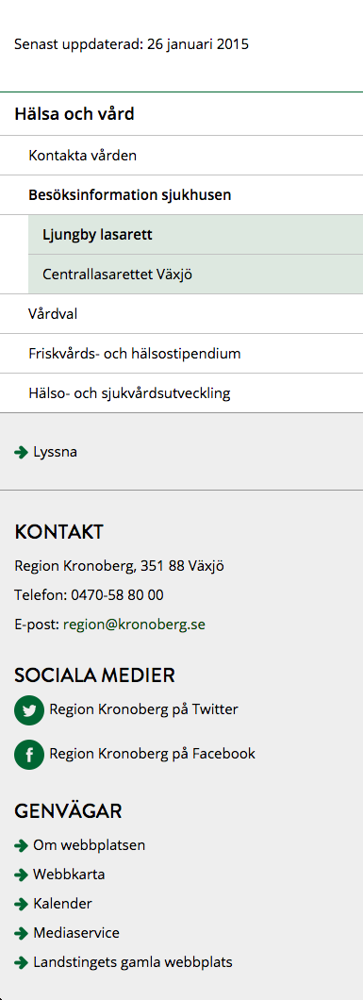 Senast uppdaterad: 26 januari 2015
Hälsa och vård
Kontakta vården
Besöksinformation sjukhusen
Ljungby lasarett
Centrallasarettet Växjö
Vårdval
Friskvårds- och hälsostipendium
Hälso- och sjukvårdsutveckling
Lyssna
KONTAKT
Region Kronoberg, 351 88 Växjö
Telefon: 0470-58 80 00
E-post: region@kronoberg.se
SOCIALA MEDIER
Region Kronoberg på Twitter
Region Kronoberg på Facebook
GENVÄGAR
Om webbplatsen
Webbkarta
Kalender
Mediaservice
Landstingets gamla webbplats